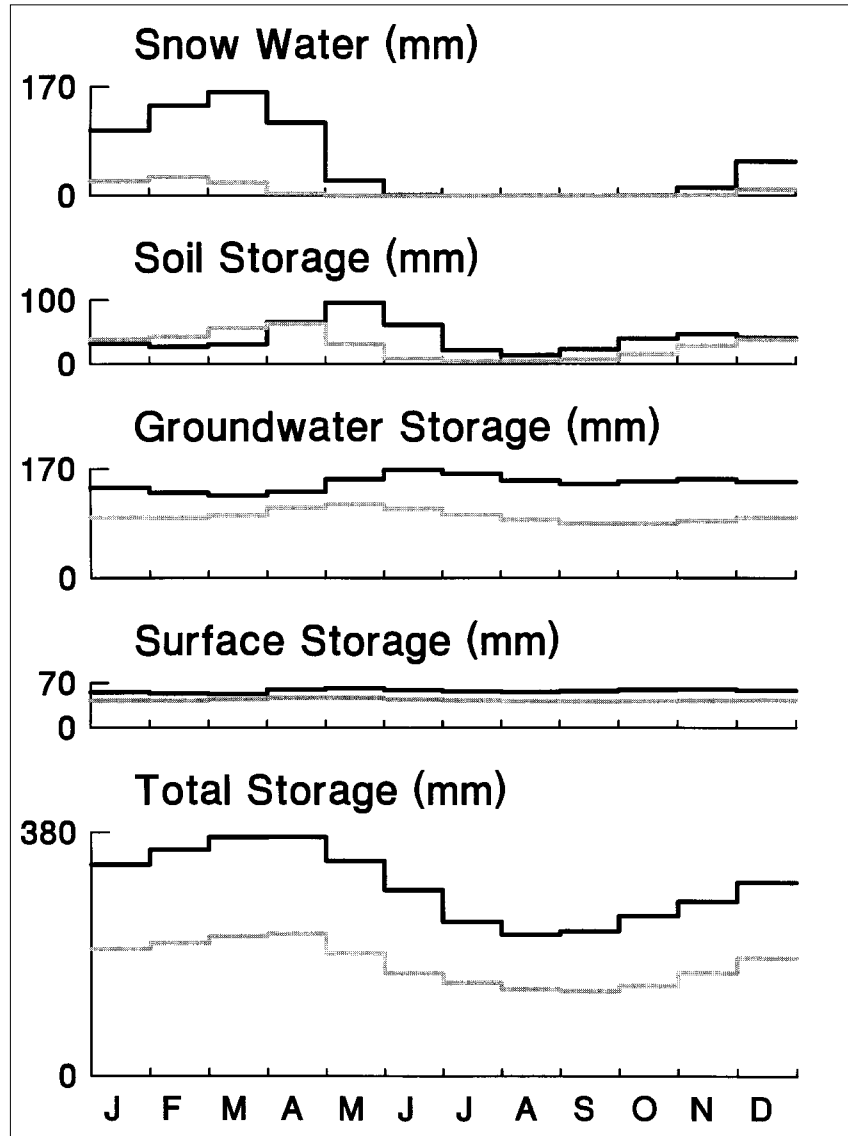 Snow Water (mm)
170
0
Soil Storage (mm)
100
0
Groundwater Storage (mm)
170
0
Surface Storage (mm)
70
0
Total Storage (mm)
380
0
J F M A M J J A S O N D